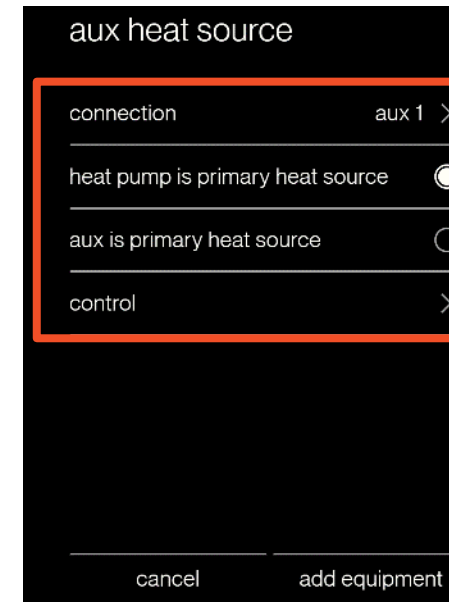 aux heat source
connection aux 1
heat pump is primary heat source
aux is primary heat source
control
cancel add equipment